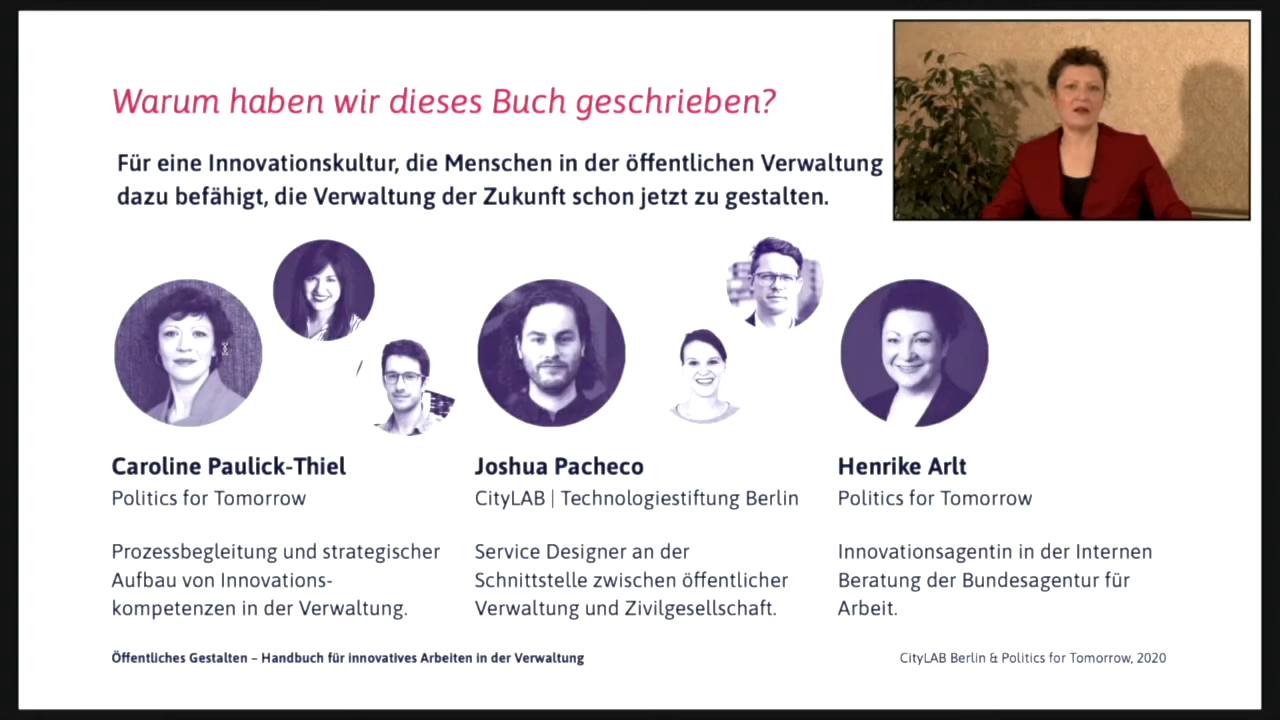 Warum haben wir dieses Buch geschrieben?
Für eine Innovationskultur, die Menschen in der öffentlichen Verwaltung
dazu befähigt, die Verwaltung der Zukunft schon jetzt zu gestalten.
Caroline Paulick-Thiel
Politics for Tomorrow
Prozessbegleitung und strategischer
Aufbau von Innovations-
kompetenzen in der Verwaltung.
Joshua Pacheco
CityLAB | Technologiestiftung Berlin
Service Designer an der
Schnittstelle zwischen öffentlicher
Verwaltung und Zivilgesellschaft.
Henrike Arlt
Politics for Tomorrow
Innovationsagentin in der Internen
Beratung der Bundesagentur für
Arbeit.
Öffentliches Gestalten – Handbuch für innovatives Arbeiten in der Verwaltung
CityLAB Berlin & Politics for Tomorrow, 2020